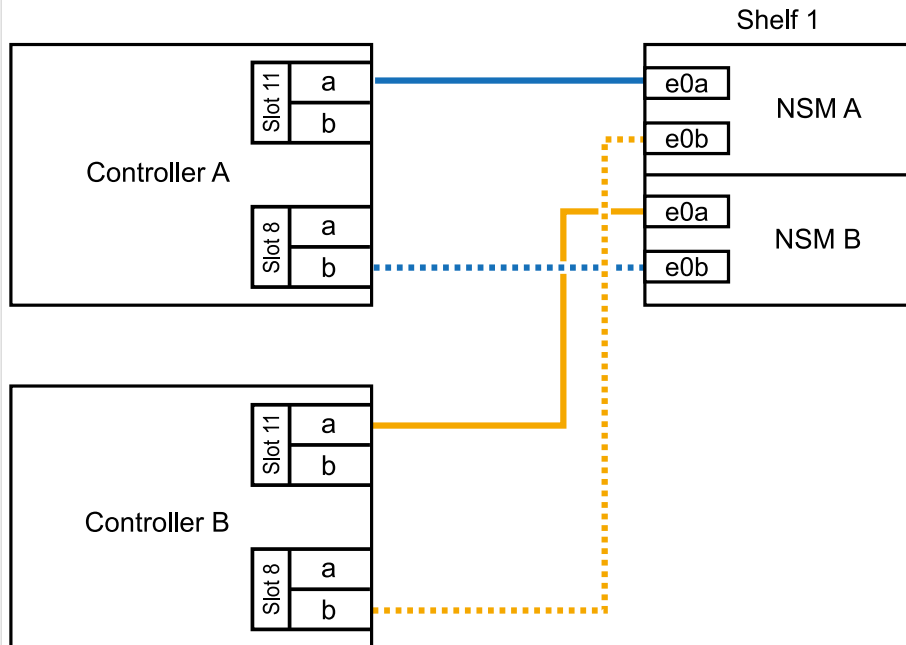 Shelf 1
Controller A
Slot 11
a
b
Slot 8
a
b
e0a
e0b
NSM A
e0a
e0b
NSM B
Controller B
Slot 11
a
b
Slot 8
a
b